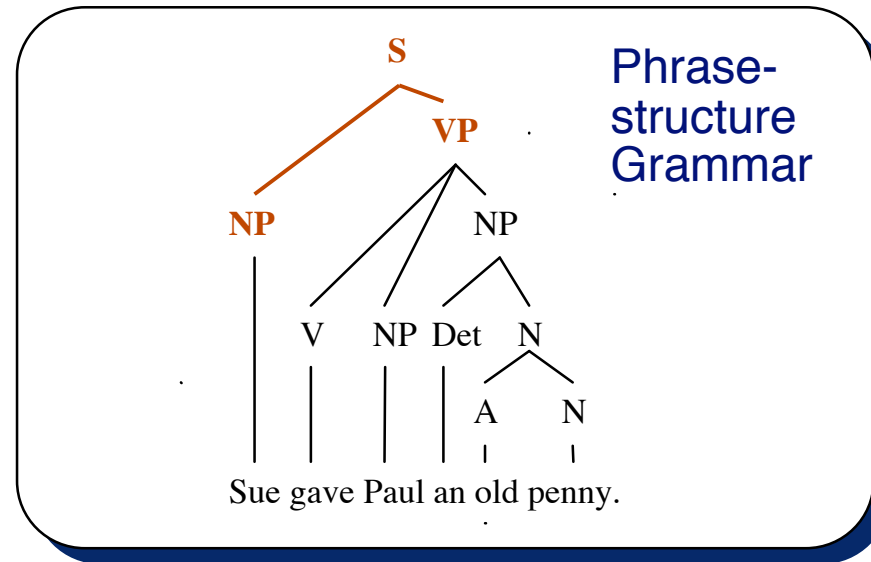 S
Phrase-
structure
Grammar
VP
NP
NP
V NP Det N
A N
Sue gave Paul an old penny.